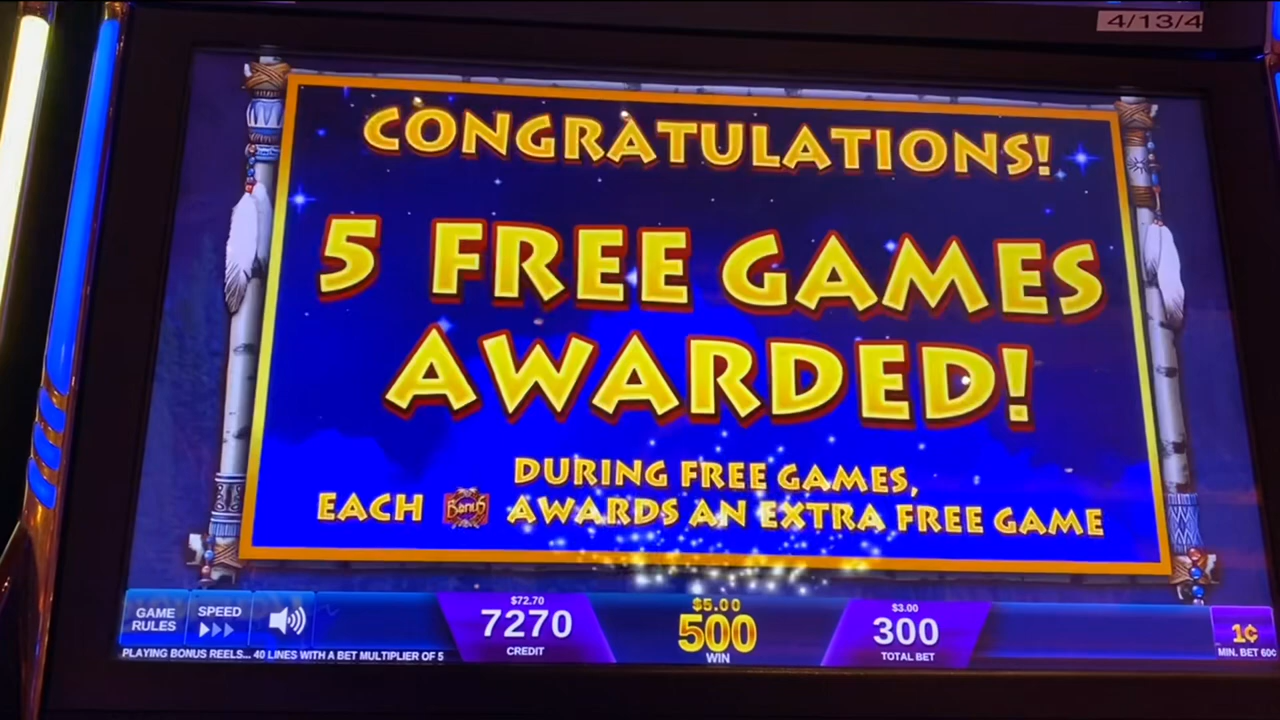 4/13/4
CONGRATULATIONS!
5 FREE GAMES
AWARDED!
DURING FREE GAMES,
EACH Bonus AWARDS AN EXTRA FREE GAME
GAME RULES
SPEED
$72.70
7270
CREDIT
$5.00
500
WIN
$3.00
300
TOTAL BET
1¢
MIN. BET 60¢
PLAYING BONUS REELS... 40 LINES WITH A BET MULTIPLIER OF 5